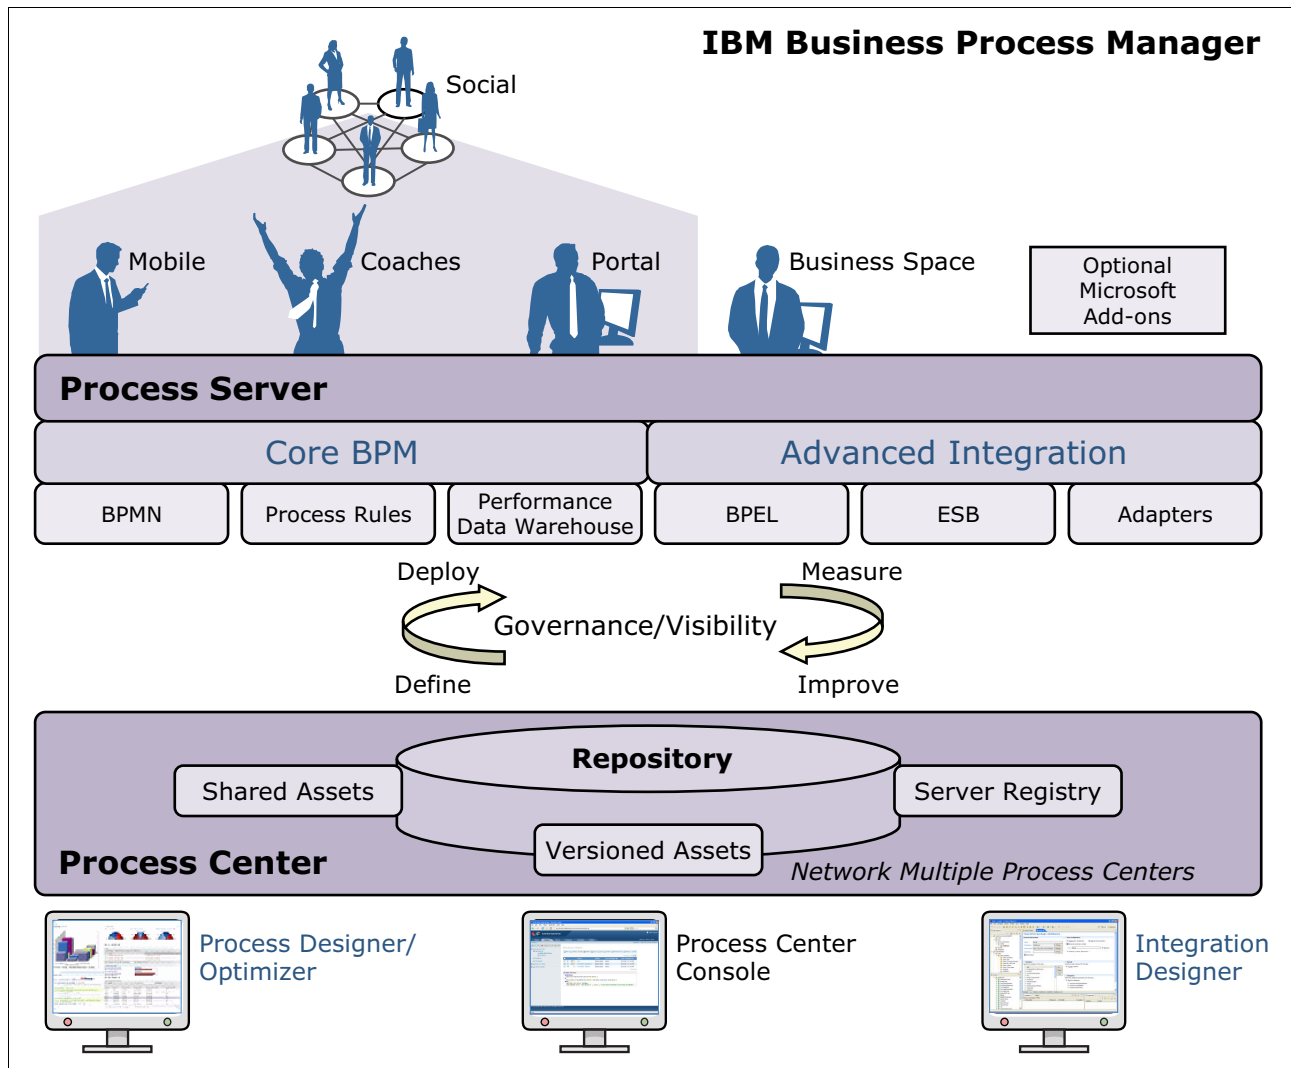 IBM Business Process Manager
Social
Mobile
Coaches
Portal
Business Space
Optional
Microsoft
Add-ons
Process Server
Core BPM
Advanced Integration
BPMN
Process Rules
Performance
Data Warehouse
BPEL
ESB
Adapters
Deploy
Measure
Governance/Visibility
Define
Improve
Repository
Shared Assets
Server Registry
Versioned Assets
Process Center
Network Multiple Process Centers
Process Designer/
Optimizer
Process Center
Console
Integration
Designer